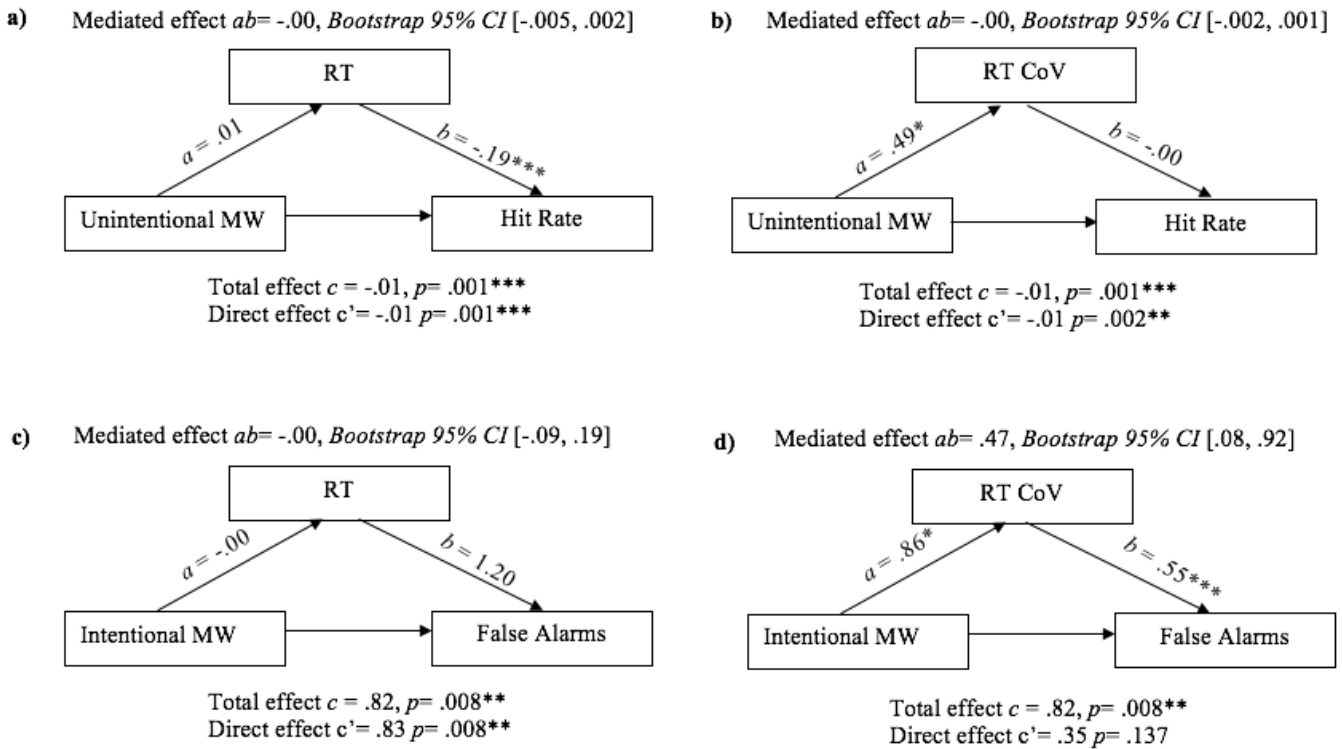 a) Mediated effect ab= -.00, Bootstrap 95% CI [-.005, .002]
RT
a = .01
b = -.19***
Unintentional MW
Hit Rate
Total effect c = -.01, p= .001***
Direct effect c’= -.01 p= .001***
b) Mediated effect ab= -.00, Bootstrap 95% CI [-.002, .001]
RT CoV
a = .49*
b = -.00
Unintentional MW
Hit Rate
Total effect c = -.01, p= .001***
Direct effect c’= -.01 p= .002**
c) Mediated effect ab= -.00, Bootstrap 95% CI [-.09, .19]
RT
a = -.00
b = 1.20
Intentional MW
False Alarms
Total effect c = .82, p= .008**
Direct effect c’= .83 p= .008**
d) Mediated effect ab= .47, Bootstrap 95% CI [.08, .92]
RT CoV
a = .86*
b = .55***
Intentional MW
False Alarms
Total effect c = .82, p= .008**
Direct effect c’= .35 p= .137